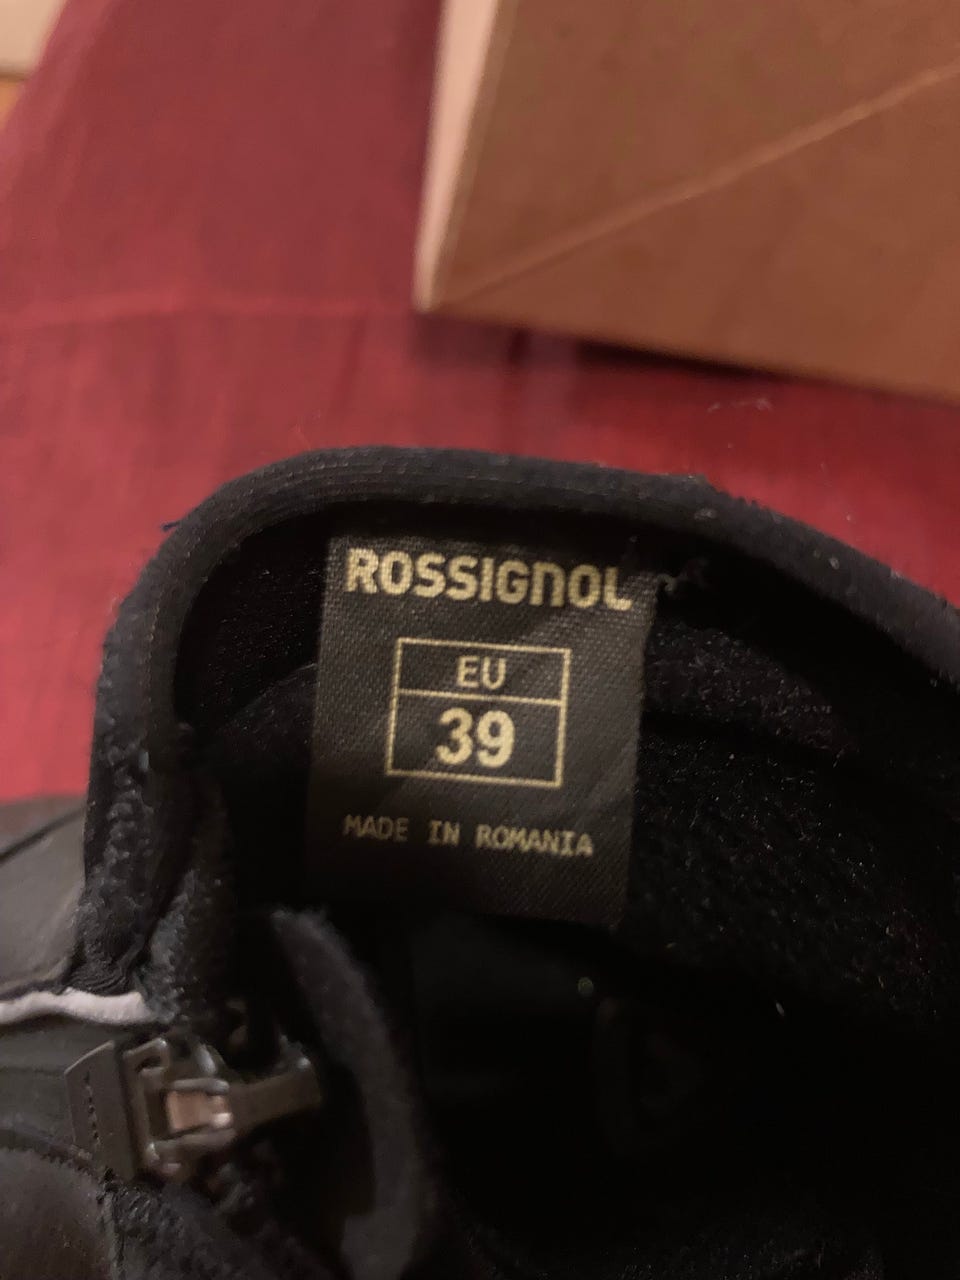 ROSSIGNOL
EU
39
MADE IN ROMANIA